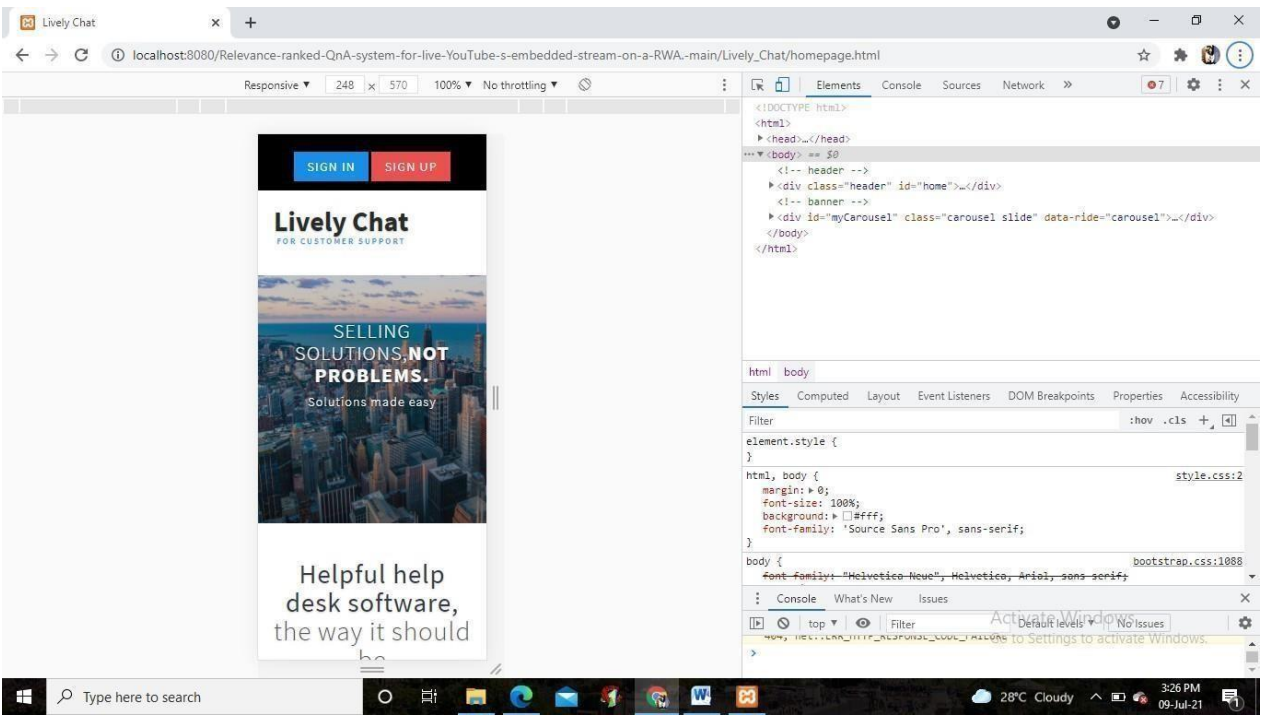 Lively Chat
localhost:8080/Relevance-ranked-QnA-system-for-live-YouTube-s-embedded-stream-on-a-RWA.-main/Lively_Chat/homepage.html
Responsive 248 x 570 100% No throttling
SIGN IN SIGN UP
Lively Chat
FOR CUSTOMER SUPPORT
SELLING
SOLUTIONS,NOT
PROBLEMS.
Solutions made easy
Helpful help
desk software,
the way it should
be
Elements Console Sources Network » 7
<!DOCTYPE html>
<html>
<head>…</head>
<body> == $0
<!-- header -->
<div class="header" id="home">…</div>
<!-- banner -->
<div id="myCarousel" class="carousel slide" data-ride="carousel">…</div>
</body>
</html>
html body
Styles Computed Layout Event Listeners DOM Breakpoints Properties Accessibility
Filter :hov .cls +
element.style {
}
html, body { style.css:2
margin: 0;
font-size: 100%;
background: #fff;
font-family: 'Source Sans Pro', sans-serif;
}
body { bootstrap.css:1088
font-family: "Helvetica Neue", Helvetica, Arial, sans-serif;
Console What's New Issues
top Filter Default levels No Issues
404, net::ERR_HTTP_RESPONSE_CODE_FAILURE
>
Activate Windows
Go to Settings to activate Windows.
Type here to search
28°C Cloudy
3:26 PM
09-Jul-21
1